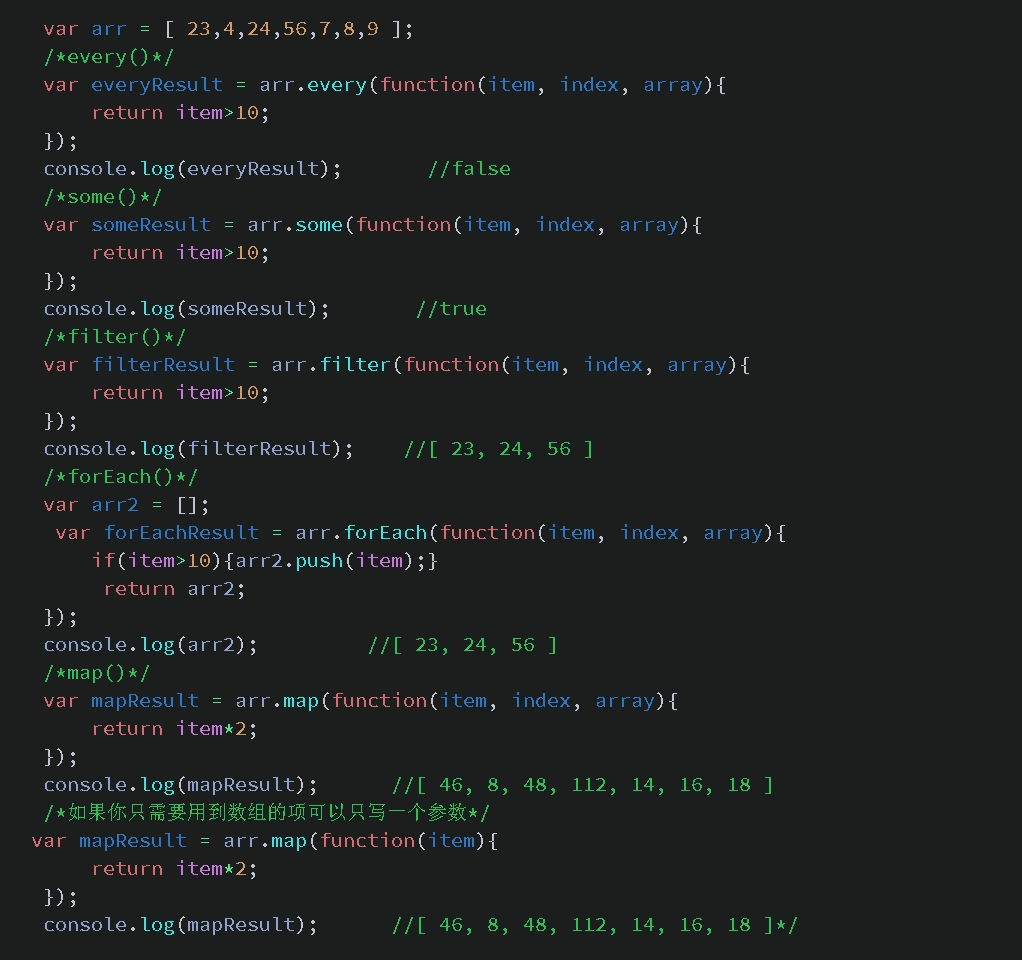 var arr = [ 23,4,24,56,7,8,9 ];
/*every()*/
var everyResult = arr.every(function(item, index, array){
    return item>10;
});
console.log(everyResult);       //false
/*some()*/
var someResult = arr.some(function(item, index, array){
    return item>10;
});
console.log(someResult);       //true
/*filter()*/
var filterResult = arr.filter(function(item, index, array){
    return item>10;
});
console.log(filterResult);    //[ 23, 24, 56 ]
/*forEach()*/
var arr2 = [];
 var forEachResult = arr.forEach(function(item, index, array){
    if(item>10){arr2.push(item);}
     return arr2;
});
console.log(arr2);         //[ 23, 24, 56 ]
/*map()*/
var mapResult = arr.map(function(item, index, array){
    return item*2;
});
console.log(mapResult);      //[ 46, 8, 48, 112, 14, 16, 18 ]
/*如果你只需要用到数组的项可以只写一个参数*/
var mapResult = arr.map(function(item){
    return item*2;
});
console.log(mapResult);      //[ 46, 8, 48, 112, 14, 16, 18 ]*/